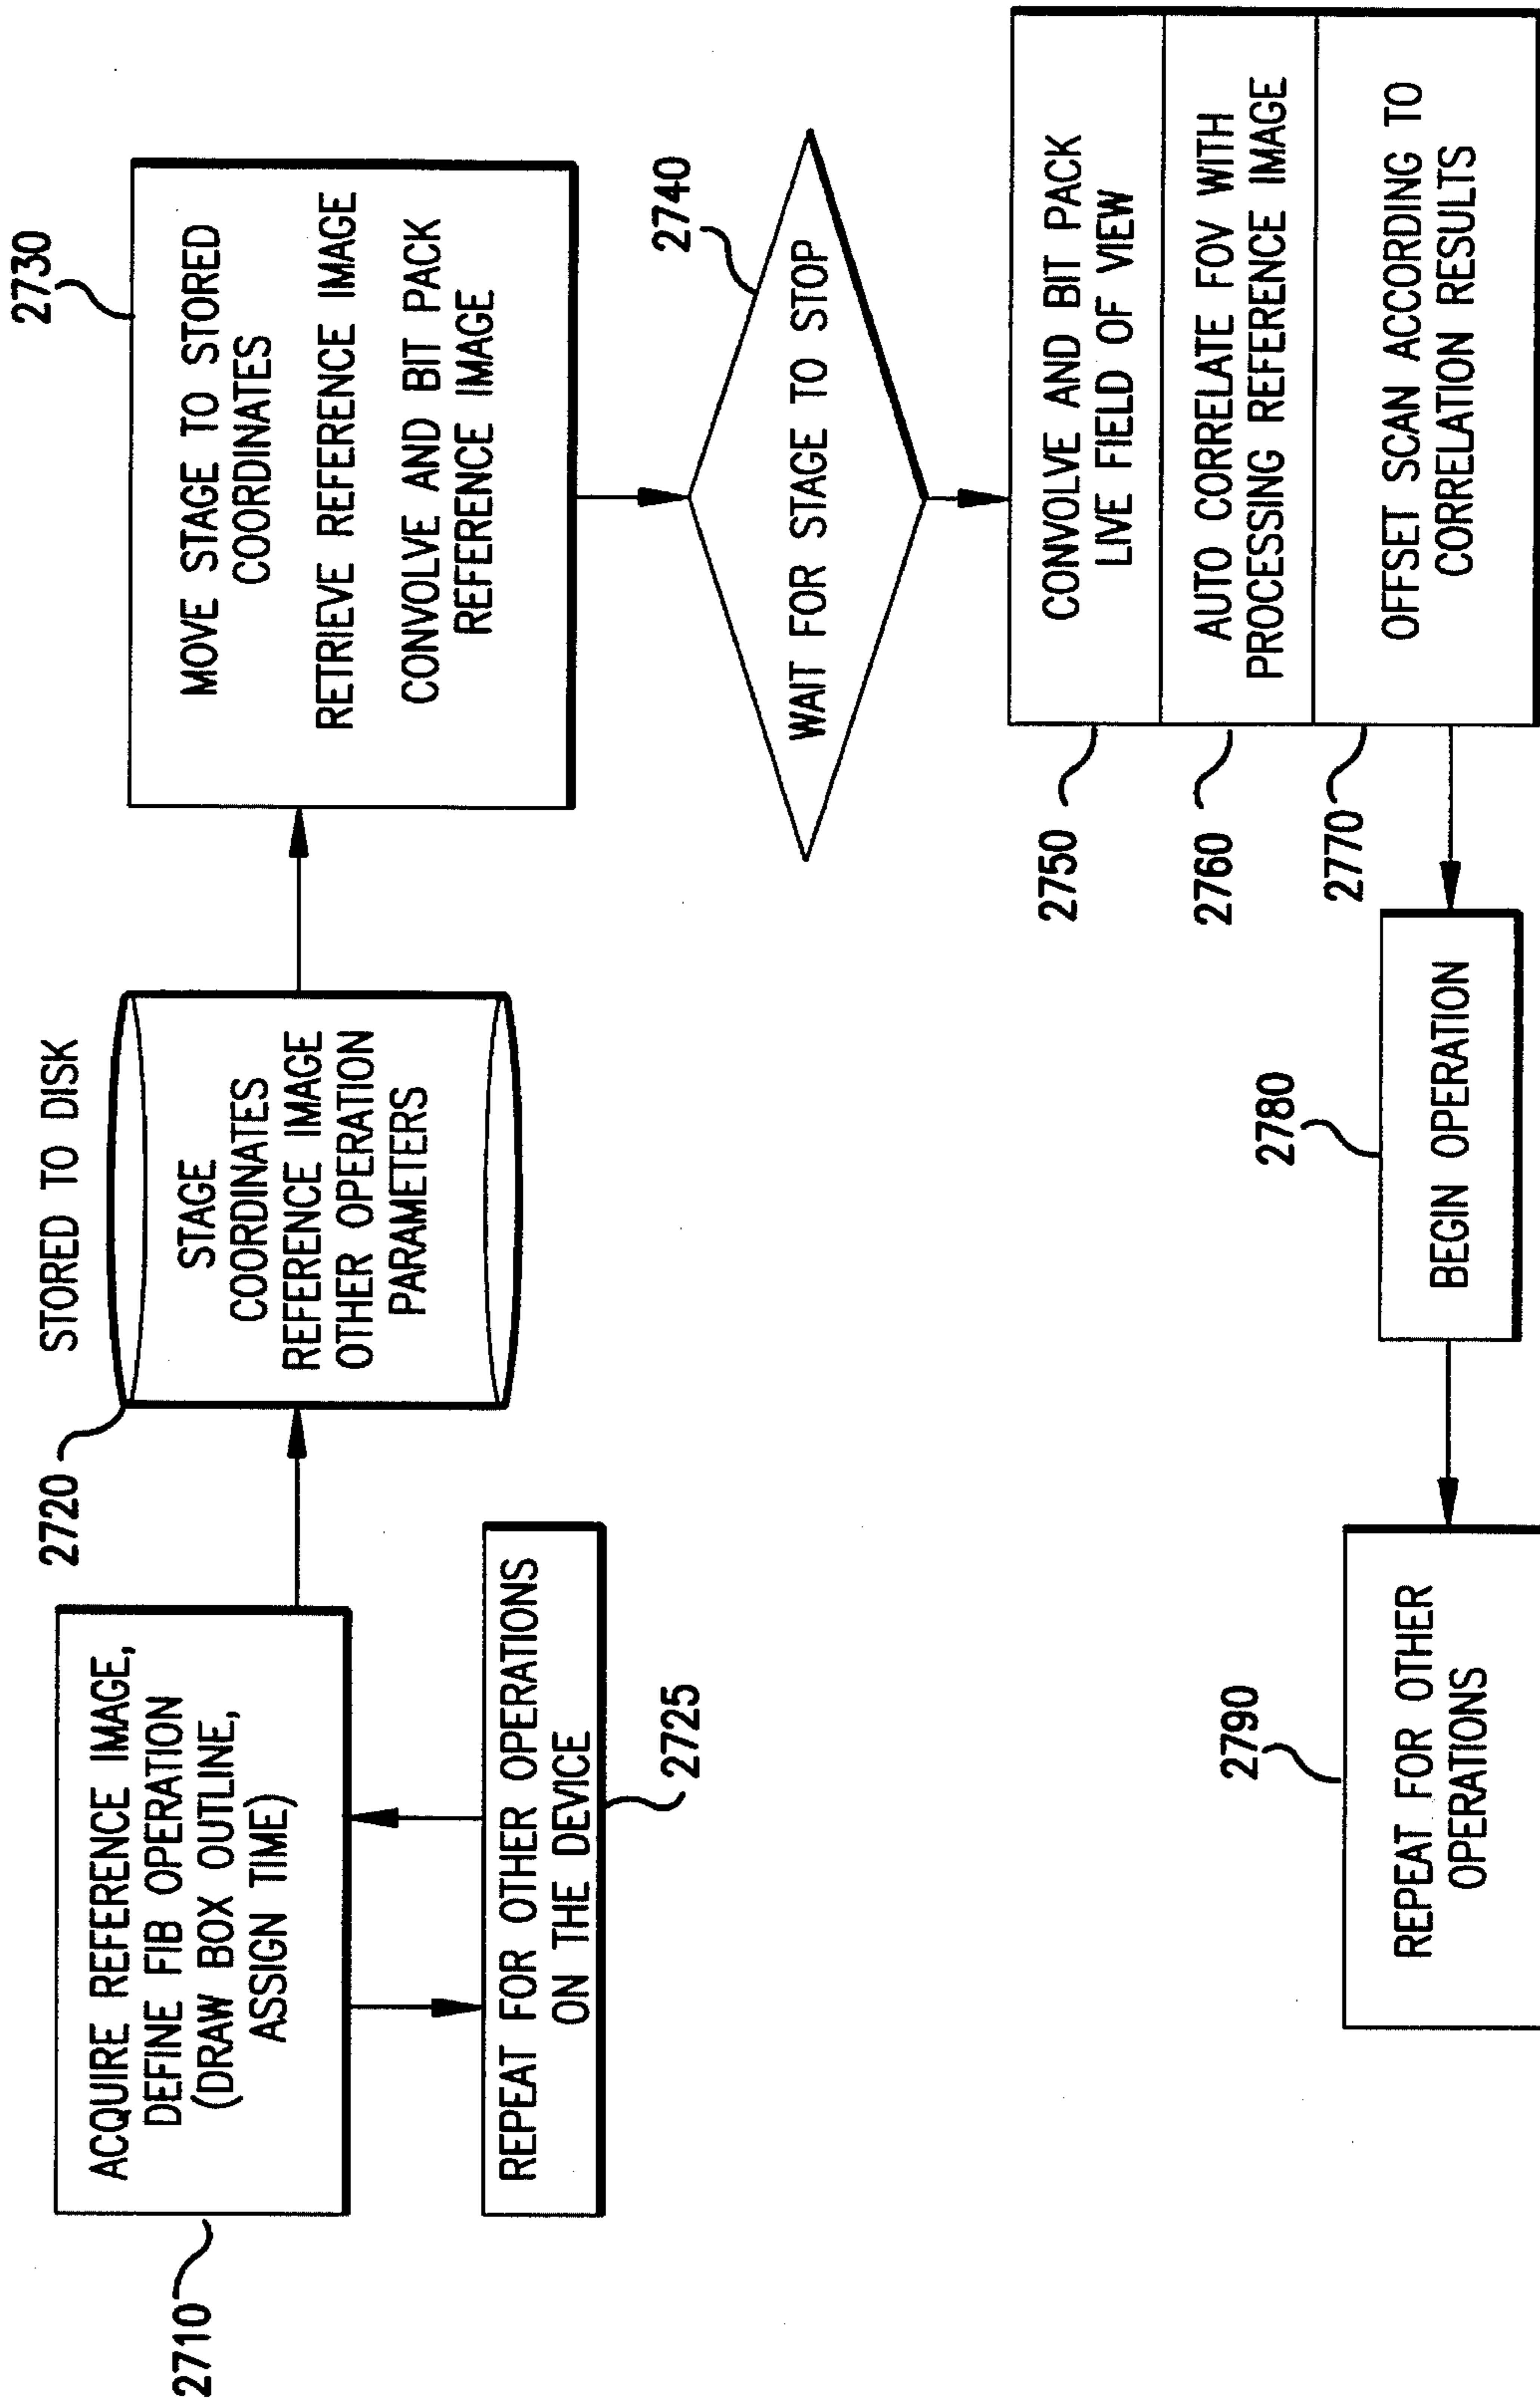 2710
ACQUIRE REFERENCE IMAGE,
DEFINE FIB OPERATION
(DRAW BOX OUTLINE,
ASSIGN TIME)
REPEAT FOR OTHER OPERATIONS
ON THE DEVICE
2725
2720
STORED TO DISK
STAGE
COORDINATES
REFERENCE IMAGE
OTHER OPERATION
PARAMETERS
2730
MOVE STAGE TO STORED
COORDINATES
RETRIEVE REFERENCE IMAGE
CONVOLVE AND BIT PACK
REFERENCE IMAGE
2740
WAIT FOR STAGE TO STOP
2750
CONVOLVE AND BIT PACK
LIVE FIELD OF VIEW
2760
AUTO CORRELATE FOV WITH
PROCESSING REFERENCE IMAGE
2770
OFFSET SCAN ACCORDING TO
CORRELATION RESULTS
2780
BEGIN OPERATION
2790
REPEAT FOR OTHER
OPERATIONS